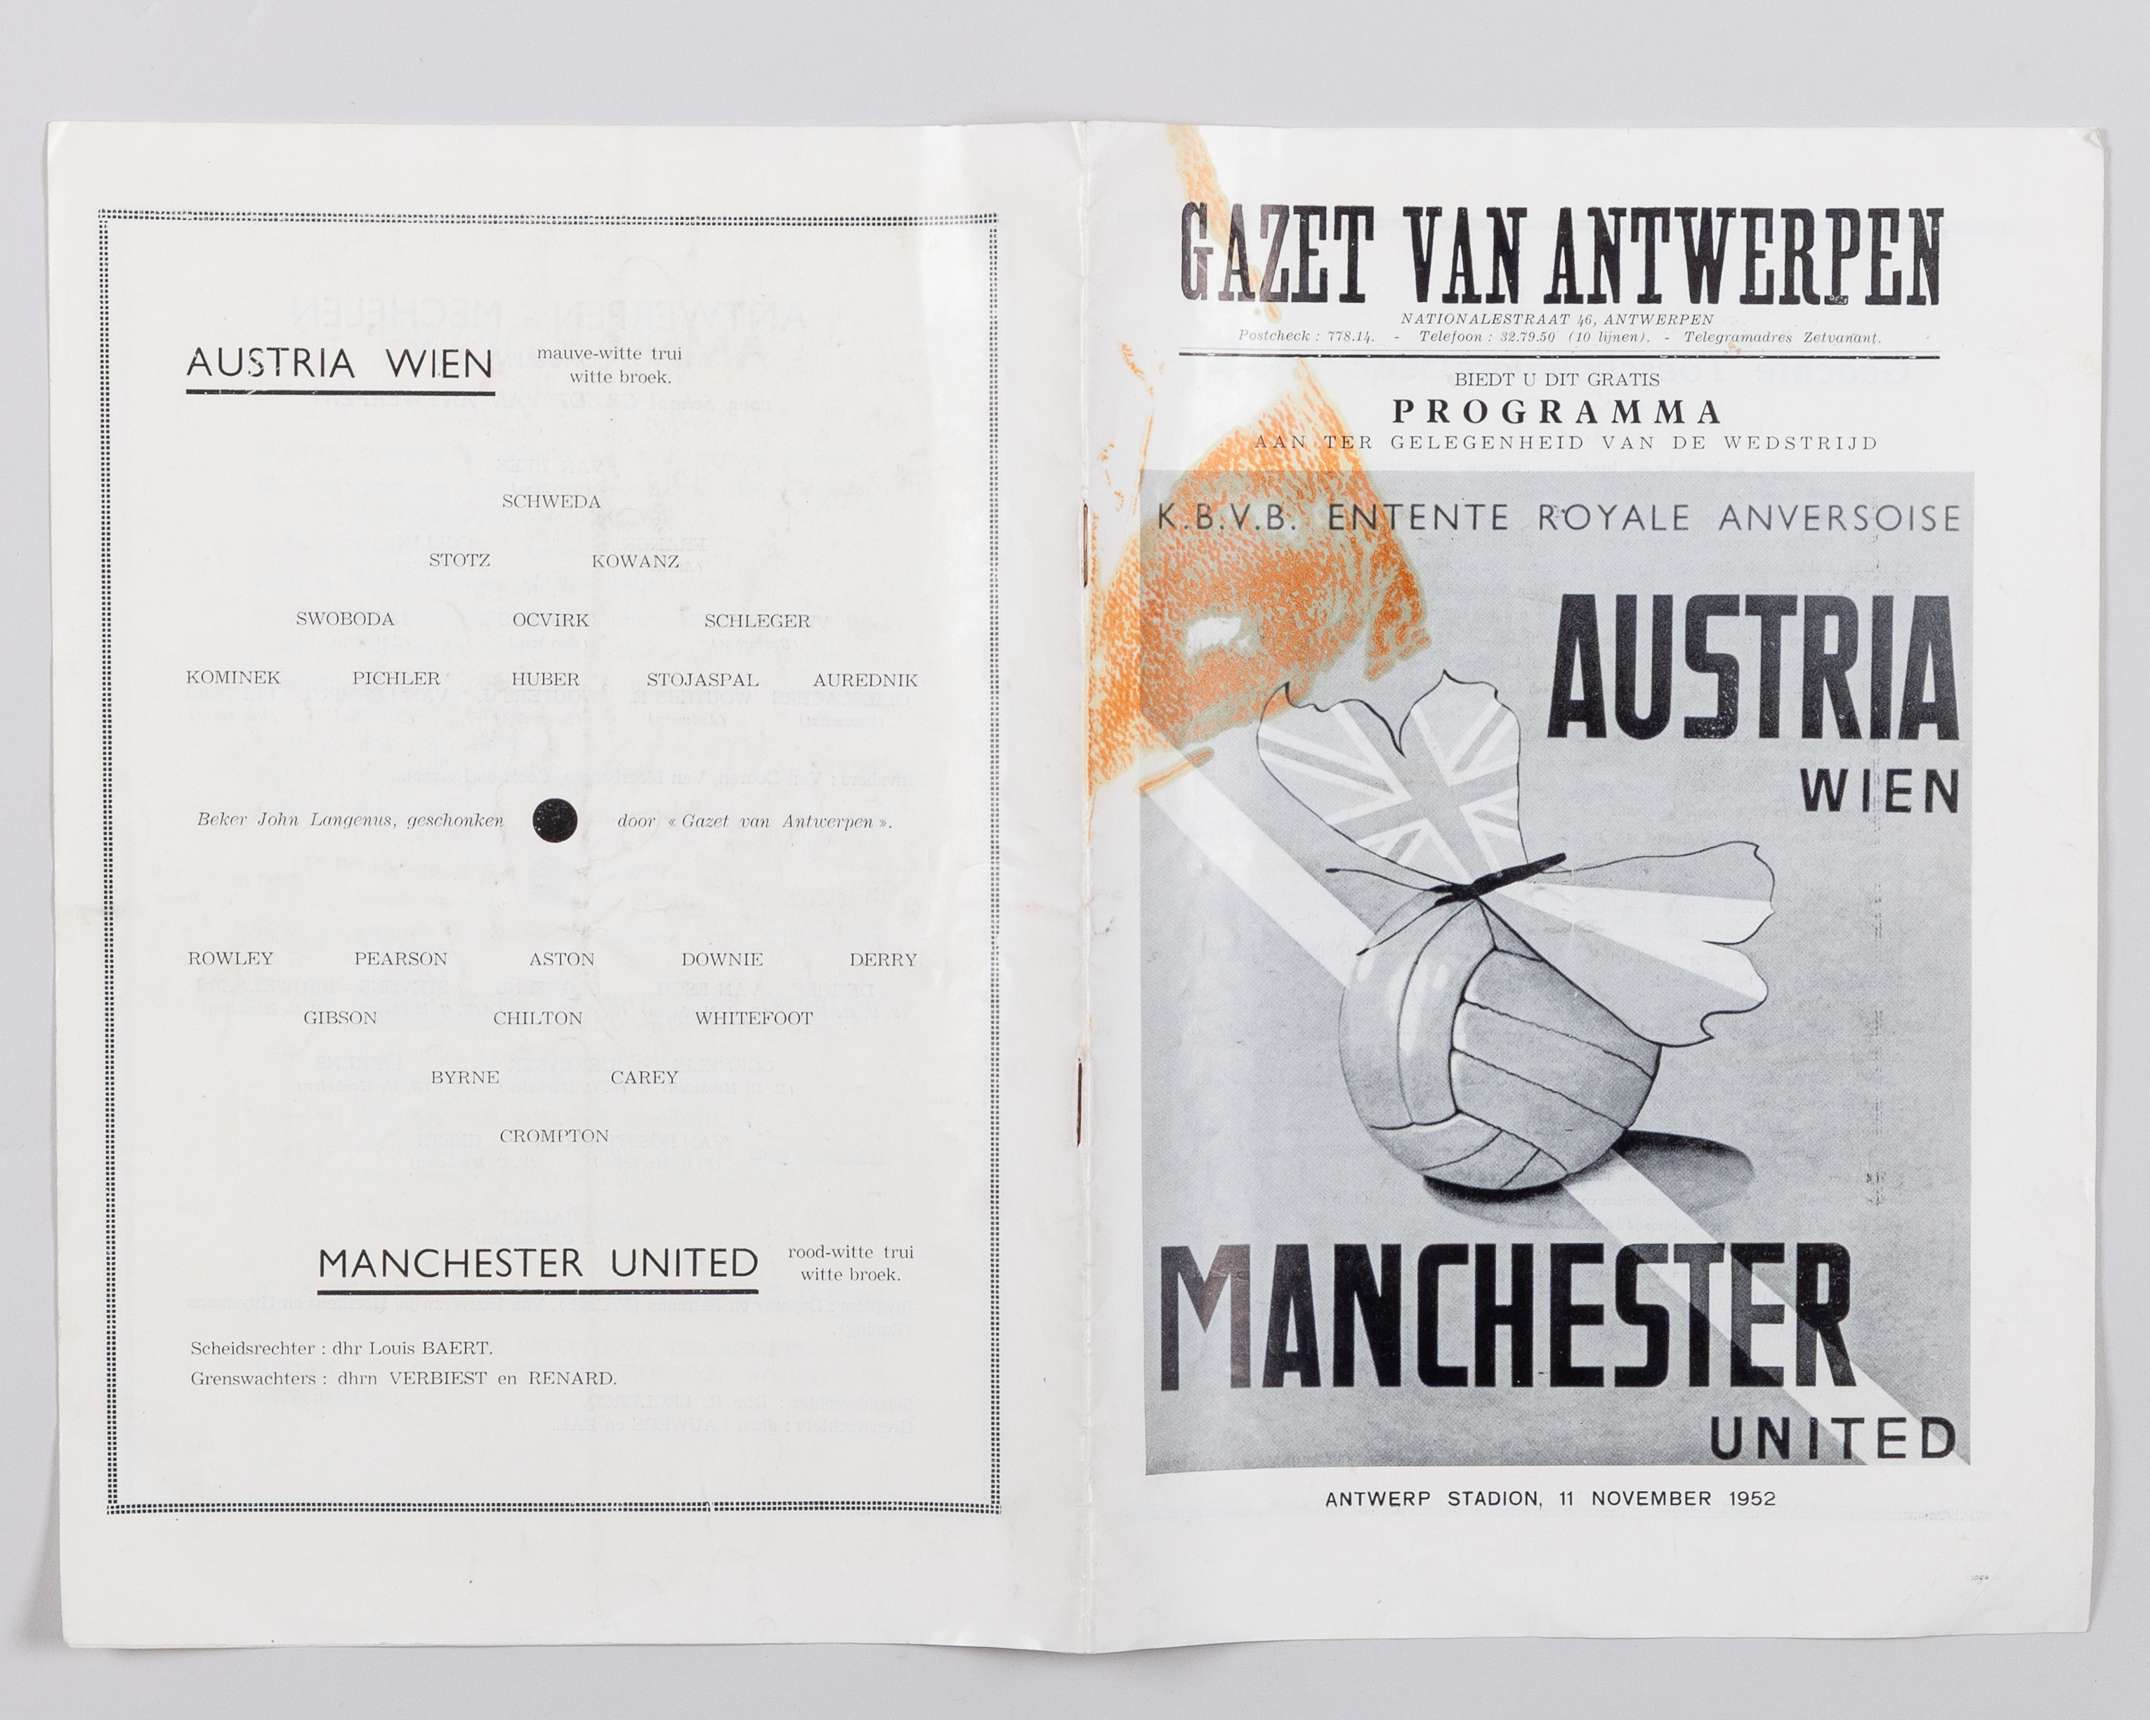 AUSTRIA WIEN
mauve-witte trui
witte broek.
SCHWEDA
STOTZ KOWANZ
SWOBODA OCVIRK SCHLEGER
KOMINEK PICHLER HUBER STOJASPAL AUREDNIK
Beker John Langenus, geschonken door « Gazet van Antwerpen ».
ROWLEY PEARSON ASTON DOWNIE DERRY
GIBSON CHILTON WHITEFOOT
BYRNE CAREY
CROMPTON
MANCHESTER UNITED
rood-witte trui
witte broek.
Scheidsrechter : dhr Louis BAERT.
Grenswachters : dhrn VERBIEST en RENARD.
GAZET VAN ANTWERPEN
NATIONALESTRAAT 46, ANTWERPEN
Postcheck : 778.14. - Telefoon : 32.79.50 (10 lijnen). - Telegramadres Zetvanant.
BIEDT U DIT GRATIS
PROGRAMMA
AAN TER GELEGENHEID VAN DE WEDSTRIJD
K.B.V.B. ENTENTE ROYALE ANVERSOISE
AUSTRIA
WIEN
MANCHESTER
UNITED
ANTWERP STADION, 11 NOVEMBER 1952